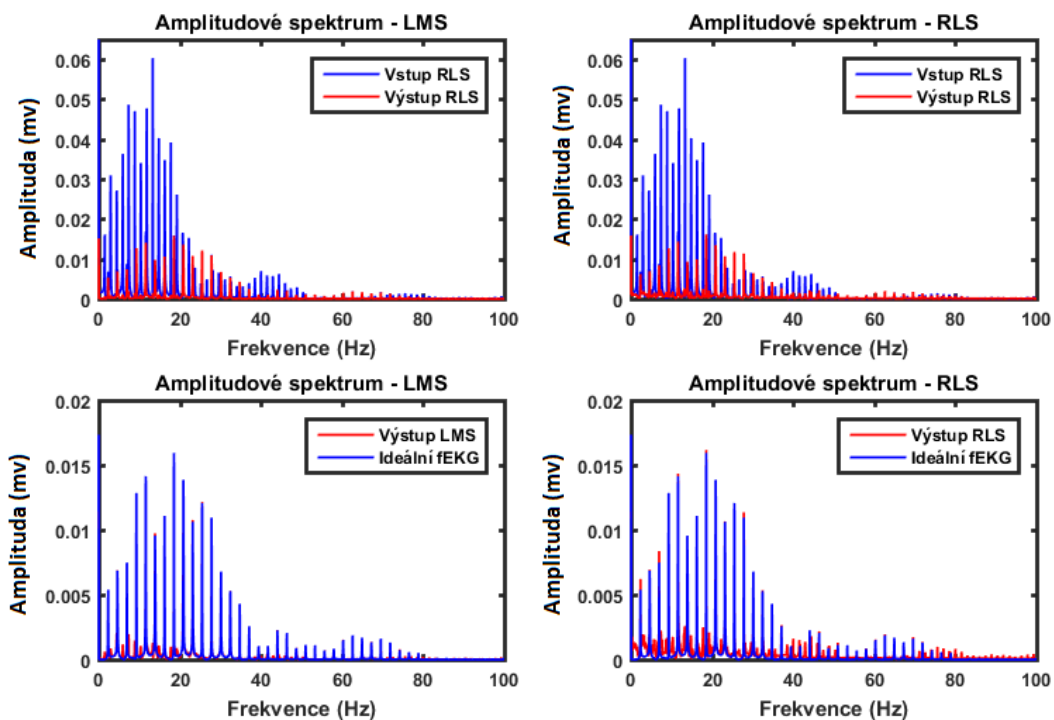 Amplitudové spektrum - LMS
Amplituda (mv)
0.06
0.05
0.04
0.03
0.02
0.01
0
Vstup RLS
Výstup RLS
0 20 40 60 80 100
Frekvence (Hz)
Amplitudové spektrum - RLS
Amplituda (mv)
0.06
0.05
0.04
0.03
0.02
0.01
0
Vstup RLS
Výstup RLS
0 20 40 60 80 100
Frekvence (Hz)
Amplitudové spektrum - LMS
Amplituda (mv)
0.02
0.015
0.01
0.005
0
Výstup LMS
Ideální fEKG
0 20 40 60 80 100
Frekvence (Hz)
Amplitudové spektrum - RLS
Amplituda (mv)
0.02
0.015
0.01
0.005
0
Výstup RLS
Ideální fEKG
0 20 40 60 80 100
Frekvence (Hz)